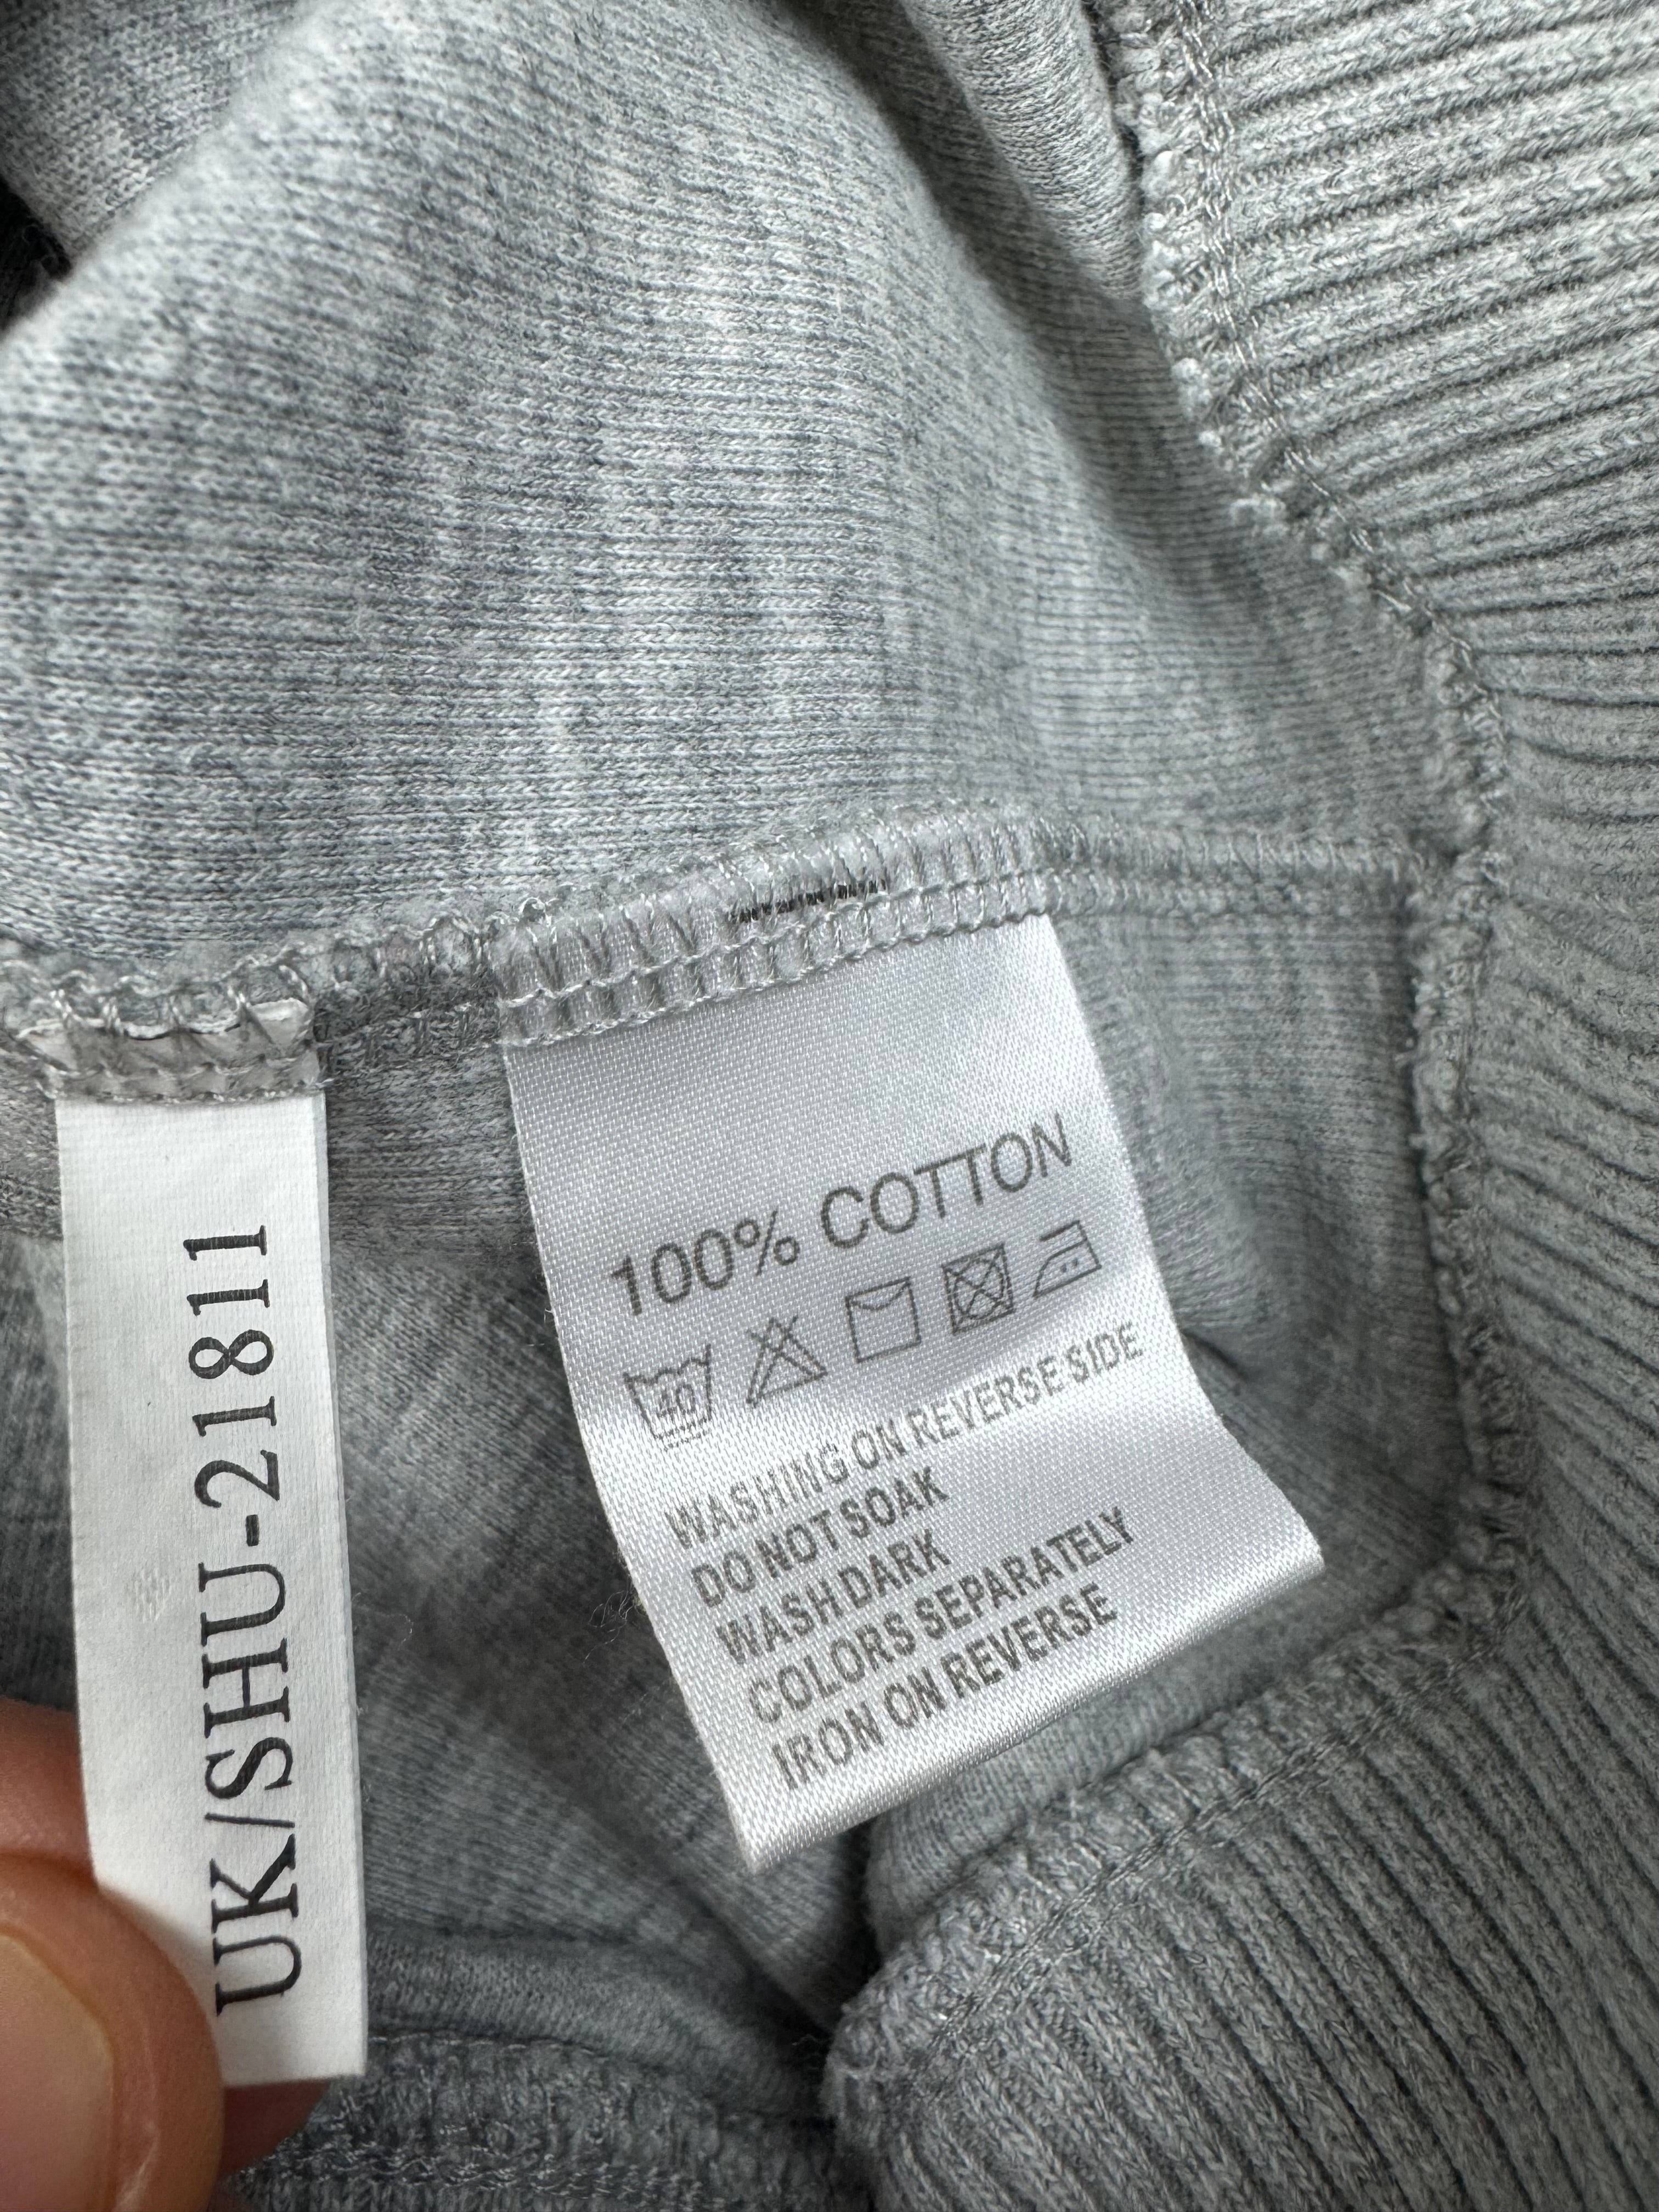 UK/SHU-21811
100% COTTON
40
WASHING ON REVERSE SIDE
DO NOT SOAK
WASH DARK
COLORS SEPARATELY
IRON ON REVERSE